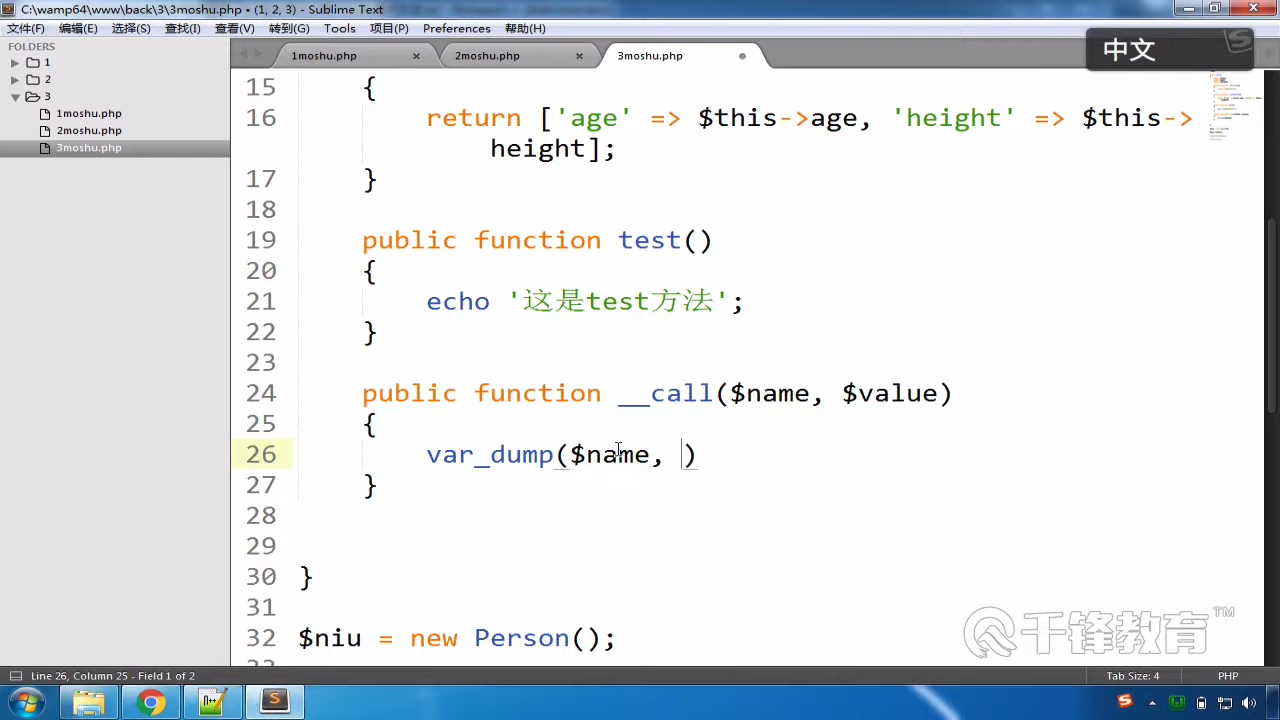 C:\wamp64\www\back\3\3moshu.php • (1, 2, 3) - Sublime Text
文件(F) 编辑(E) 选择(S) 查找(I) 查看(V) 转到(G) Tools 项目(P) Preferences 帮助(H)
中文
FOLDERS
1
2
3
1moshu.php
2moshu.php
3moshu.php
1moshu.php 2moshu.php 3moshu.php
15 {
16 return ['age' => $this->age, 'height' => $this->
height];
17 }
18
19 public function test()
20 {
21 echo '这是test方法';
22 }
23
24 public function __call($name, $value)
25 {
26 var_dump($name, )
27 }
28
29
30 }
31
32 $niu = new Person();
千锋教育™
Line 26, Column 25 - Field 1 of 2
Tab Size: 4
PHP